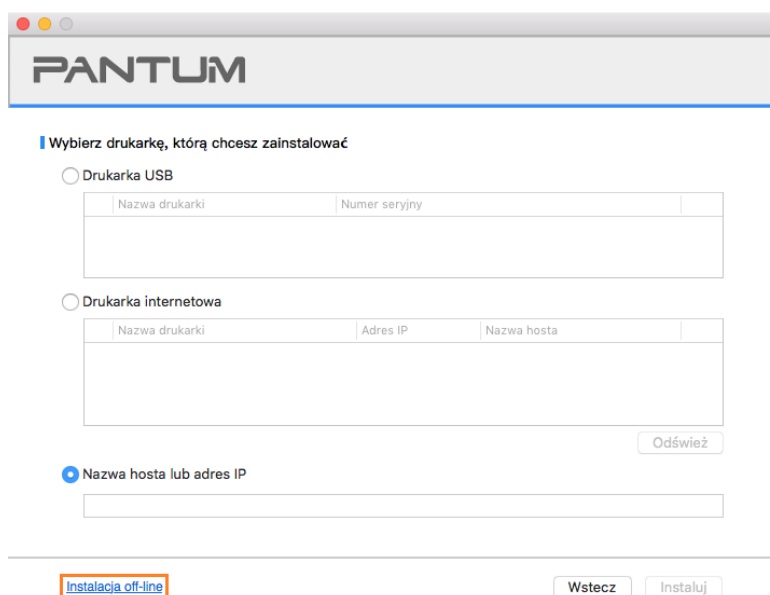 PANTUM
Wybierz drukarkę, którą chcesz zainstalować
Drukarka USB
Nazwa drukarki Numer seryjny
Drukarka internetowa
Nazwa drukarki Adres IP Nazwa hosta
Odśwież
Nazwa hosta lub adres IP
Instalacja off-line Wstecz Instaluj